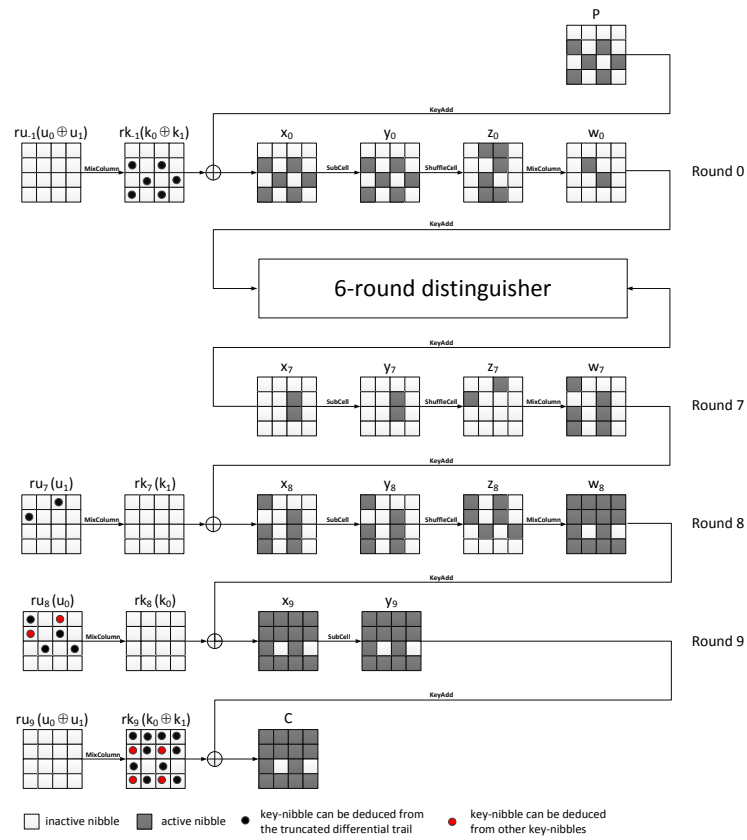 P
KeyAdd
ru₋₁(u₀ ⊕ u₁) rk₋₁(k₀ ⊕ k₁) x₀ y₀ z₀ w₀
MixColumn SubCell ShuffleCell MixColumn Round 0
KeyAdd
6-round distinguisher
KeyAdd
x₇ y₇ z₇ w₇
SubCell ShuffleCell MixColumn Round 7
KeyAdd
ru₇ (u₁) rk₇ (k₁) x₈ y₈ z₈ w₈
MixColumn SubCell ShuffleCell MixColumn Round 8
KeyAdd
ru₈ (u₀) rk₈ (k₀) x₉ y₉
MixColumn SubCell Round 9
KeyAdd
ru₉ (u₀ ⊕ u₁) rk₉ (k₀ ⊕ k₁) C
MixColumn
inactive nibble active nibble key-nibble can be deduced from key-nibble can be deduced
the truncated differential trail from other key-nibbles